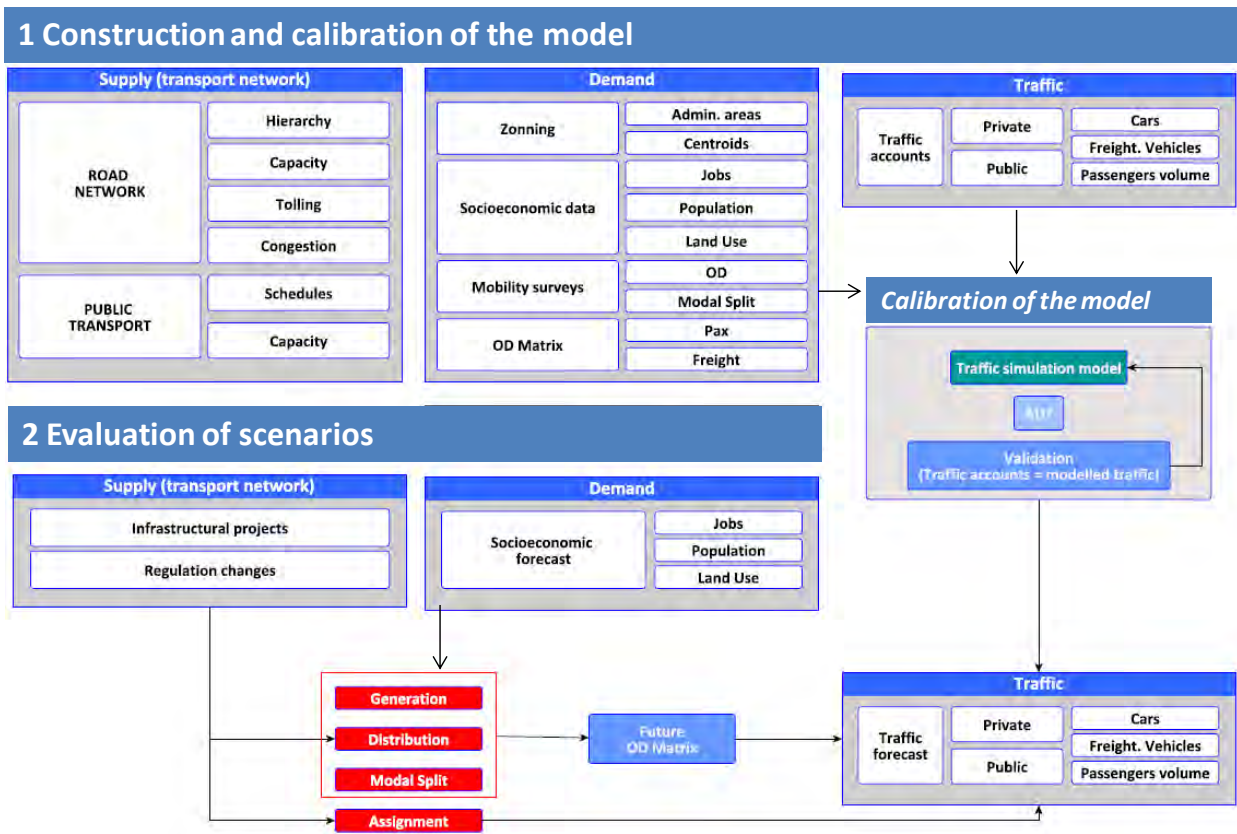 1 Construction and calibration of the model
Supply (transport network)
ROAD
NETWORK
Hierarchy
Capacity
Tolling
Congestion
PUBLIC
TRANSPORT
Schedules
Capacity
Demand
Zonning
Admin. areas
Centroids
Socioeconomic data
Jobs
Population
Land Use
Mobility surveys
OD
Modal Split
OD Matrix
Pax
Freight
Traffic
Traffic
accounts
Private
Public
Cars
Freight. Vehicles
Passengers volume
Calibration of the model
Traffic simulation model
Validation
(Traffic accounts = modelled traffic)
2 Evaluation of scenarios
Supply (transport network)
Infrastructural projects
Regulation changes
Demand
Socioeconomic
forecast
Jobs
Population
Land Use
Generation
Distribution
Modal Split
Assignment
Future
OD Matrix
Traffic
Traffic
forecast
Private
Public
Cars
Freight. Vehicles
Passengers volume